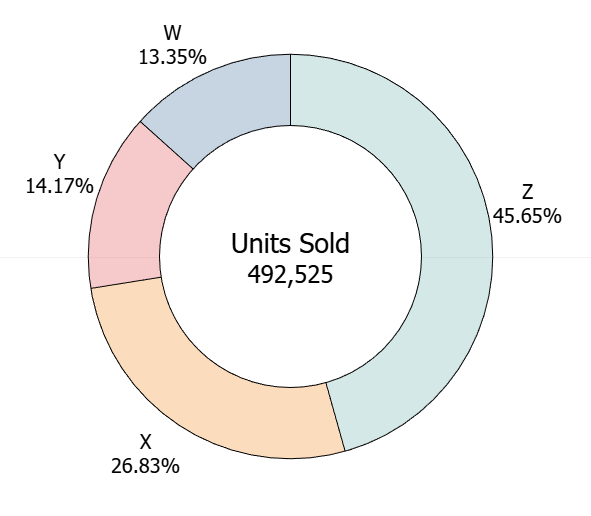 W
13.35%
Y
14.17%
Z
45.65%
Units Sold
492,525
X
26.83%